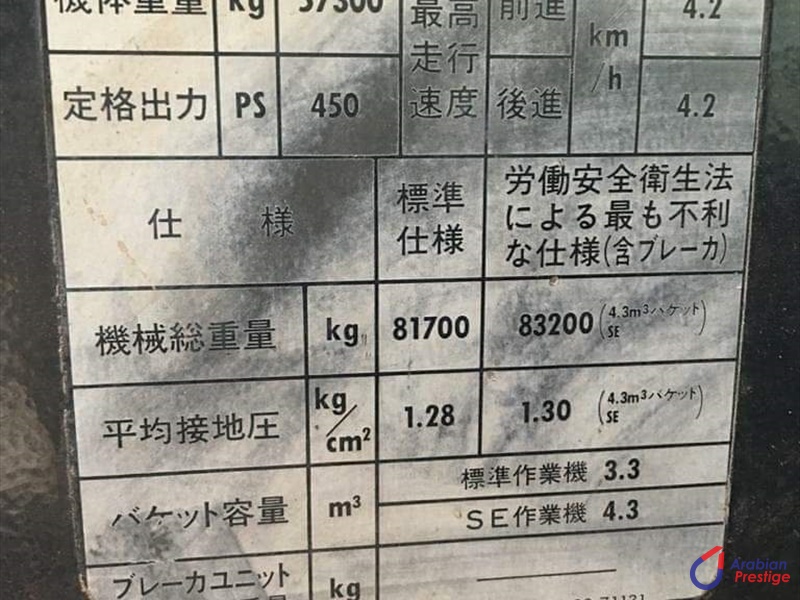 機体重量 kg 57300 最高走行速度 前進 km/h 4.2
定格出力 PS 450 後進 4.2
仕様 標準仕様 労働安全衛生法
による最も不利
な仕様(含ブレーカ)
機械総重量 kg 81700 83200 (4.3m³バケット SE)
平均接地圧 kg/cm² 1.28 1.30 (4.3m³バケット SE)
バケット容量 m³ 標準作業機 3.3
SE作業機 4.3
ブレーカユニット kg
Arabian
Prestige